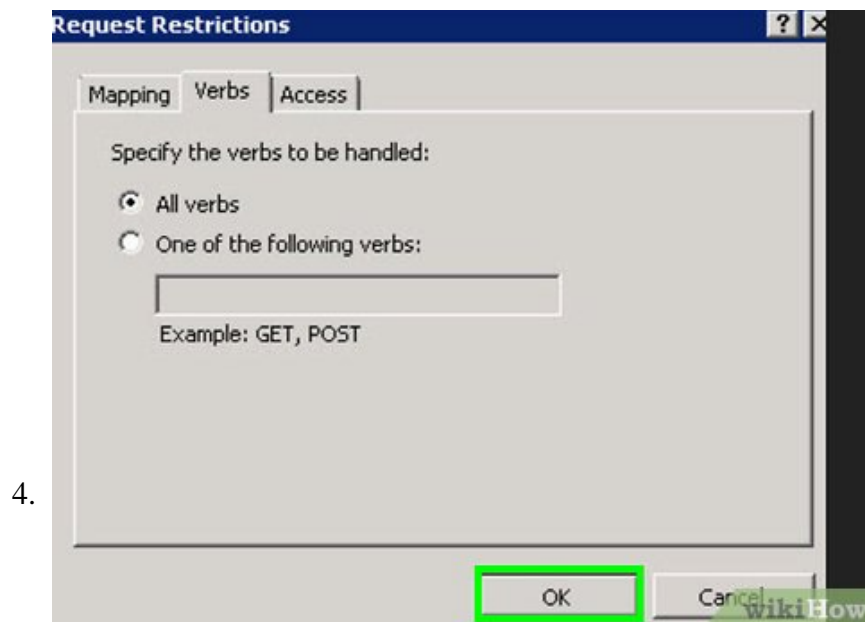 Request Restrictions
Mapping Verbs Access
Specify the verbs to be handled:
All verbs
One of the following verbs:
Example: GET, POST
4.
OK Cancel
wikiHow